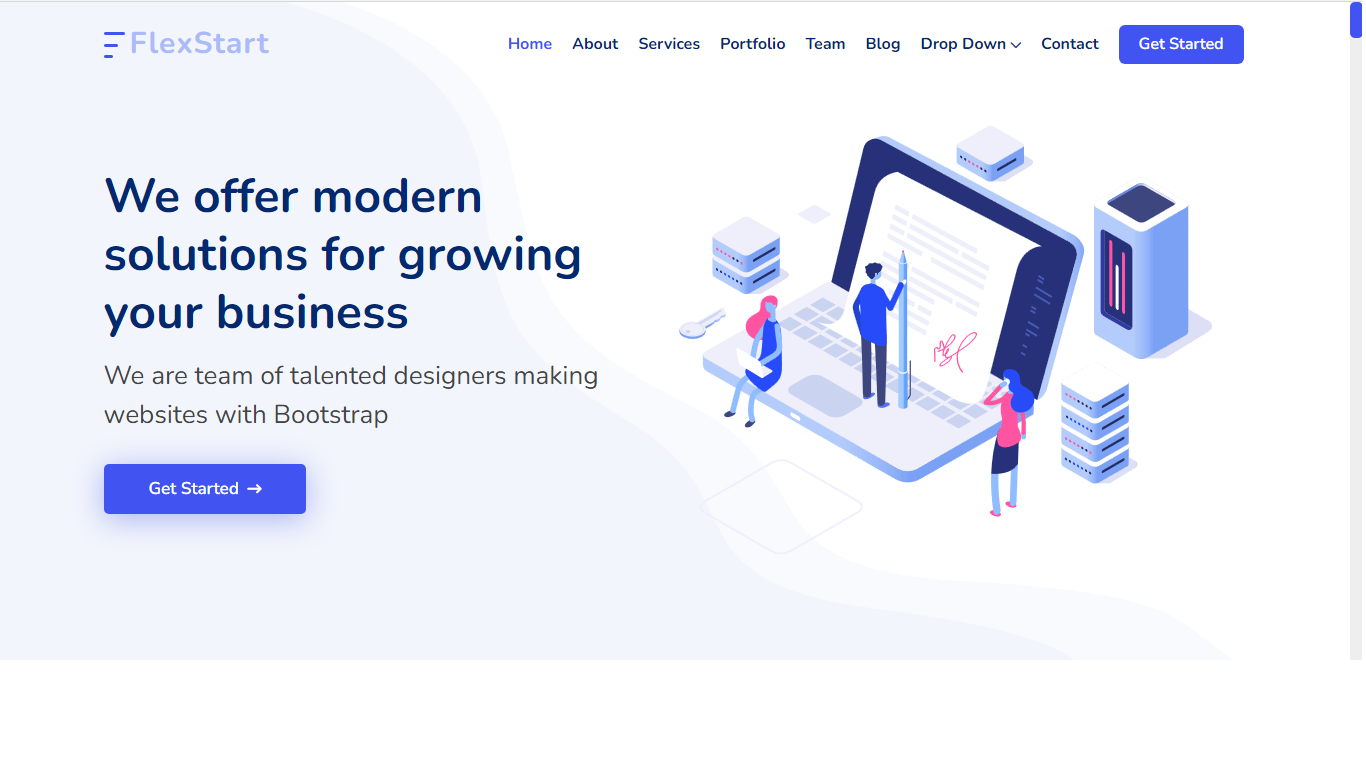 FlexStart
Home About Services Portfolio Team Blog Drop Down Contact Get Started
We offer modern
solutions for growing
your business
We are team of talented designers making
websites with Bootstrap
Get Started →